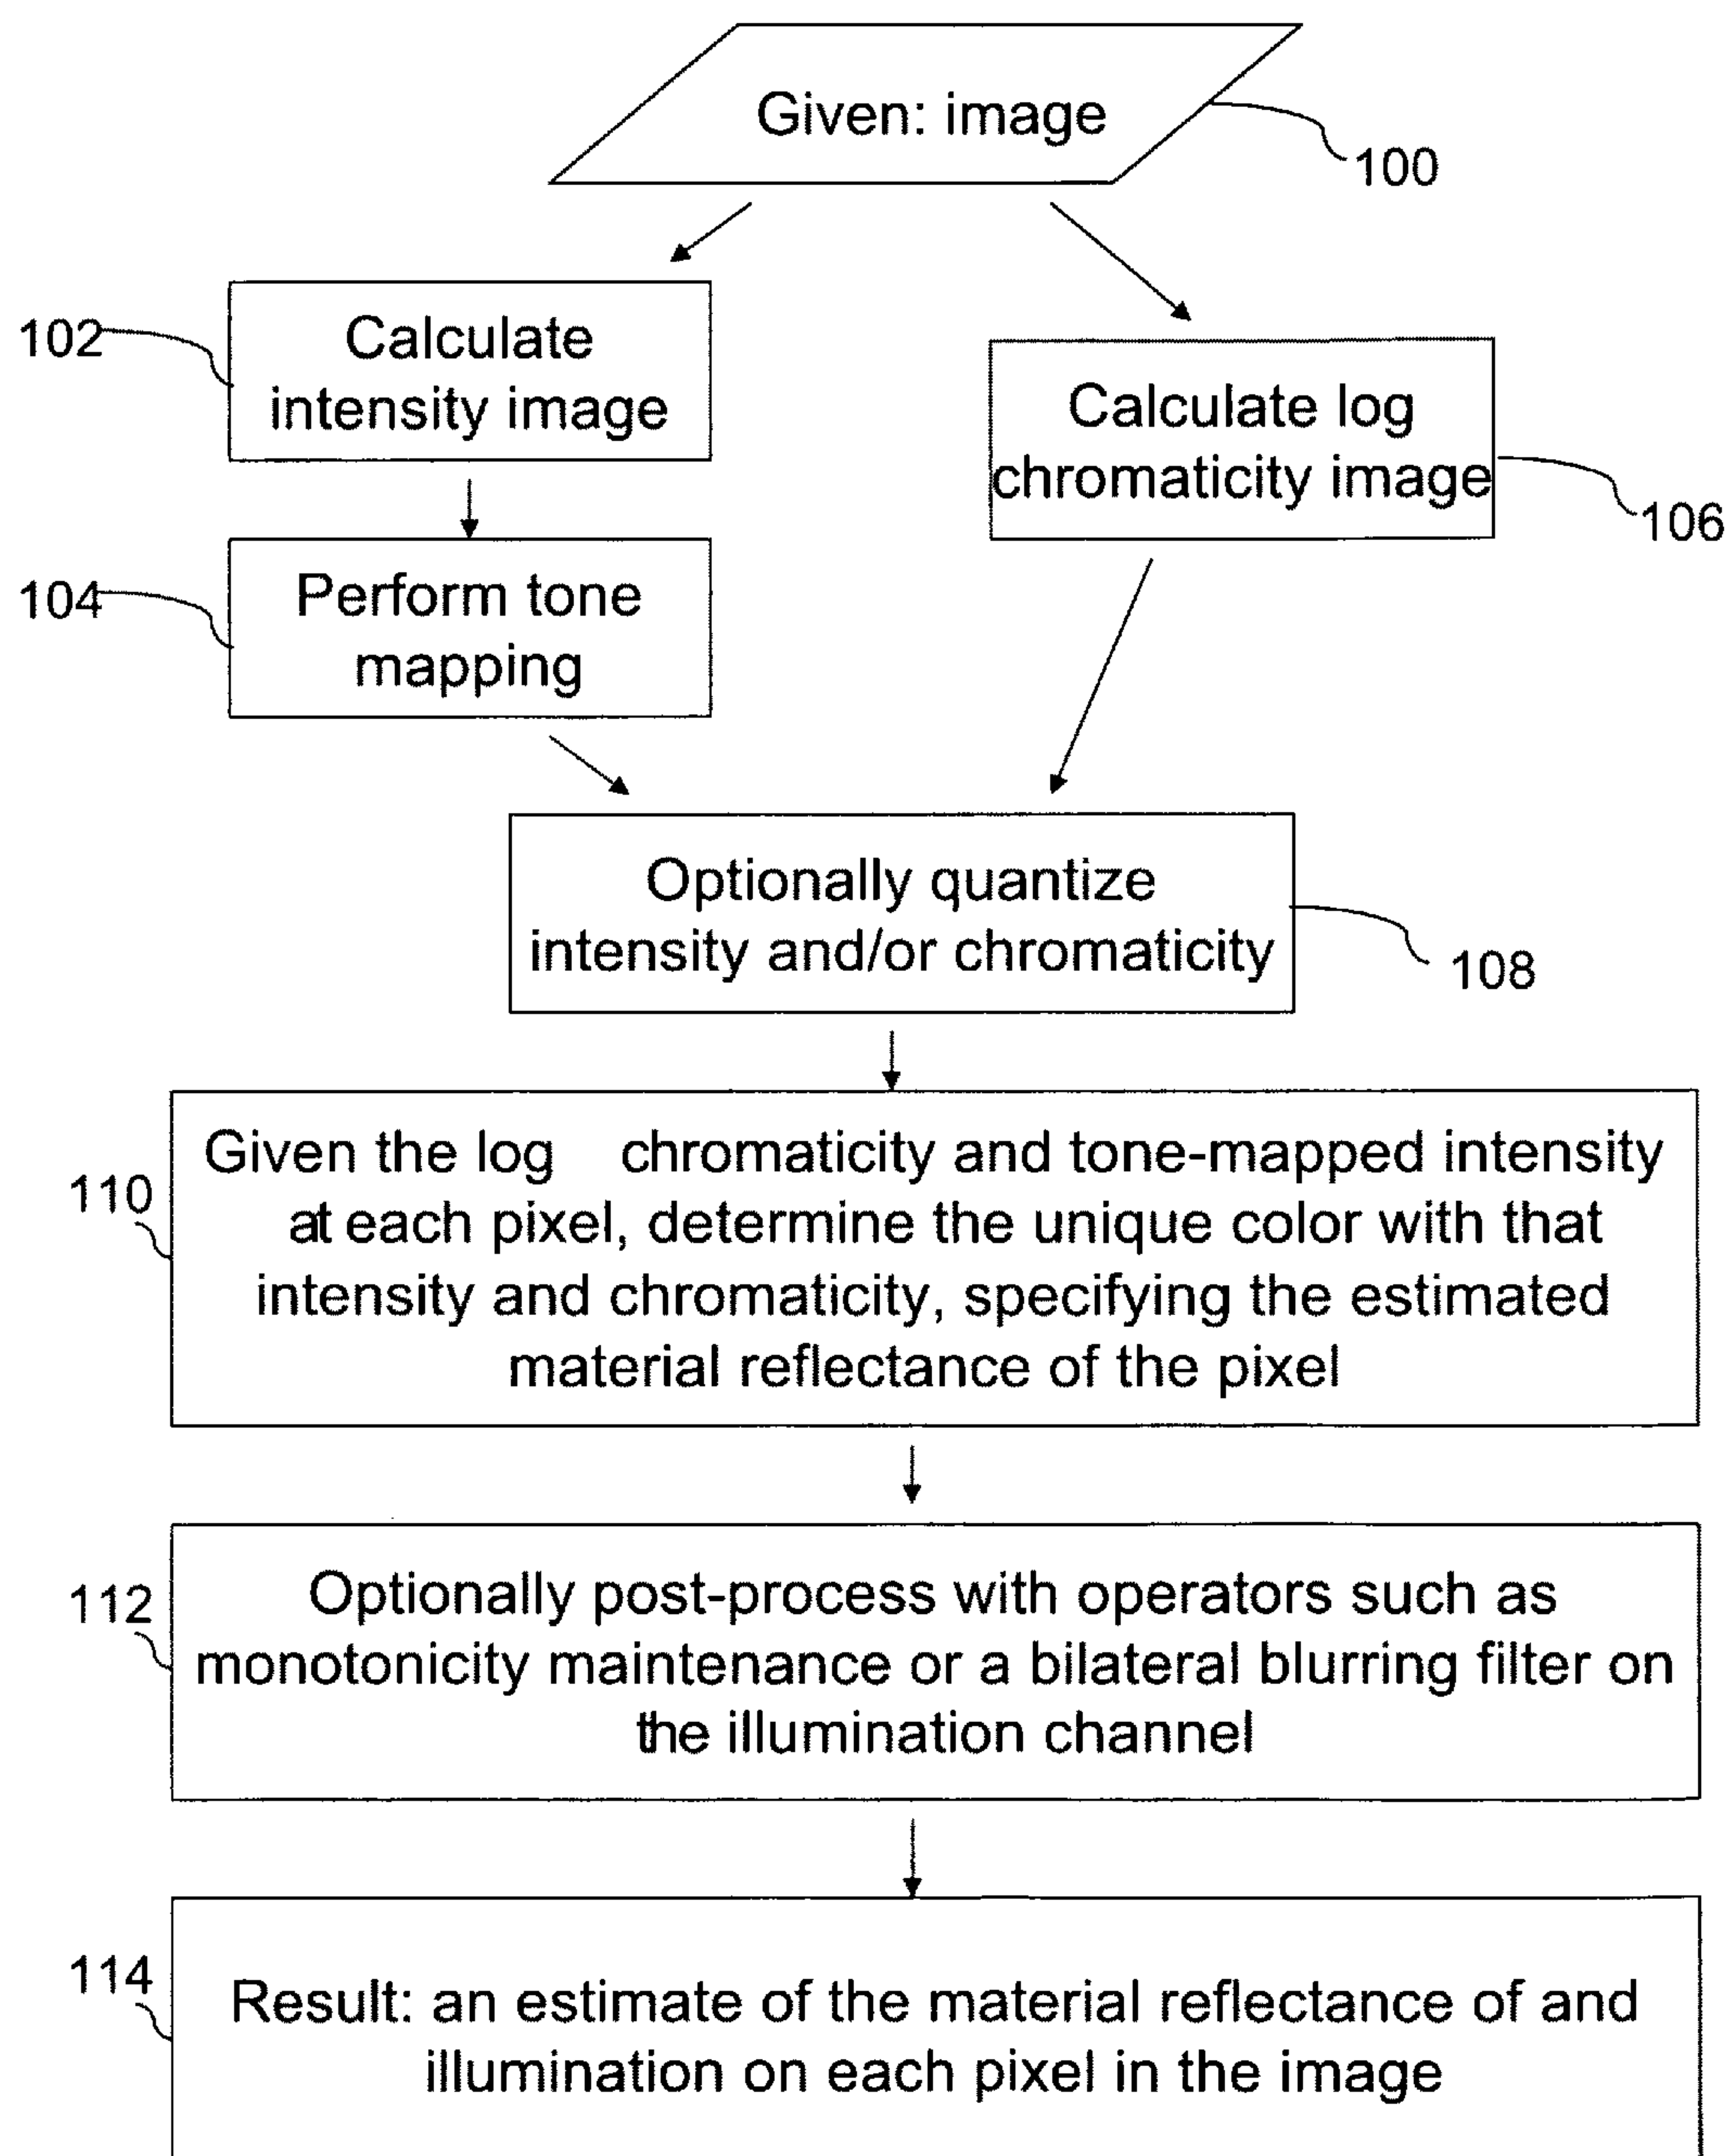 Given: image
100
102
Calculate
intensity image
Calculate log
chromaticity image
106
104
Perform tone
mapping
Optionally quantize
intensity and/or chromaticity
108
110
Given the log chromaticity and tone-mapped intensity
at each pixel, determine the unique color with that
intensity and chromaticity, specifying the estimated
material reflectance of the pixel
112
Optionally post-process with operators such as
monotonicity maintenance or a bilateral blurring filter on
the illumination channel
114
Result: an estimate of the material reflectance of and
illumination on each pixel in the image